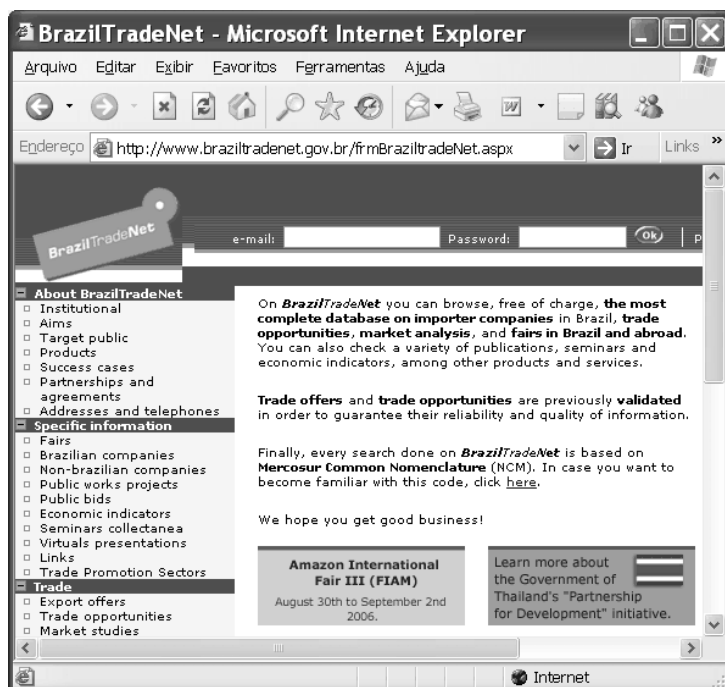 BrazilTradeNet - Microsoft Internet Explorer
Arquivo Editar Exibir Favoritos Ferramentas Ajuda
Endereço http://www.braziltradenet.gov.br/frmBraziltradeNet.aspx Ir Links »
BrazilTradeNet
e-mail: Password: Ok P
About BrazilTradeNet
Institutional
Aims
Target public
Products
Success cases
Partnerships and
agreements
Addresses and telephones
Specific information
Fairs
Brazilian companies
Non-brazilian companies
Public works projects
Public bids
Economic indicators
Seminars collectanea
Virtuals presentations
Links
Trade Promotion Sectors
Trade
Export offers
Trade opportunities
Market studies
On BrazilTradeNet you can browse, free of charge, the most
complete database on importer companies in Brazil, trade
opportunities, market analysis, and fairs in Brazil and abroad.
You can also check a variety of publications, seminars and
economic indicators, among other products and services.
Trade offers and trade opportunities are previously validated
in order to guarantee their reliability and quality of information.
Finally, every search done on BrazilTradeNet is based on
Mercosur Common Nomenclature (NCM). In case you want to
become familiar with this code, click here.
We hope you get good business!
Amazon International
Fair III (FIAM)
August 30th to September 2nd
2006.
Learn more about
the Government of
Thailand's "Partnership
for Development" initiative.
Internet